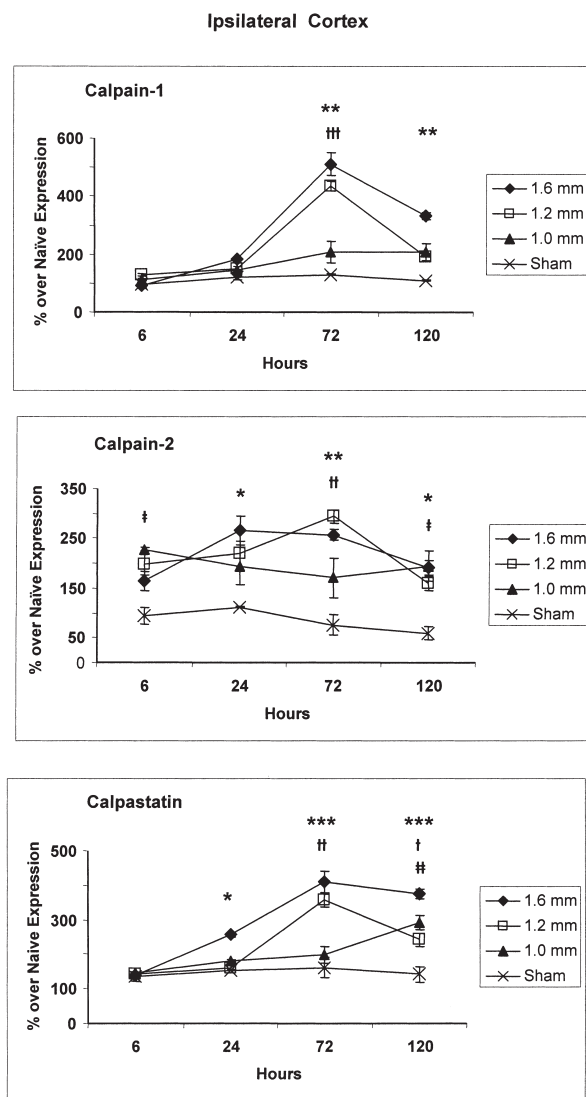 Ipsilateral Cortex
Calpain-1
% over Naïve Expression
600
400
200
0
**
†††
**
6 24 72 120
Hours
1.6 mm
1.2 mm
1.0 mm
Sham
Calpain-2
% over Naïve Expression
350
250
150
50
0
‡
*
**
††
*
‡
6 24 72 120
Hours
1.6 mm
1.2 mm
1.0 mm
Sham
Calpastatin
% over Naive Expression
500
300
100
0
*
***
††
***
†
‡‡
6 24 72 120
Hours
1.6 mm
1.2 mm
1.0 mm
Sham